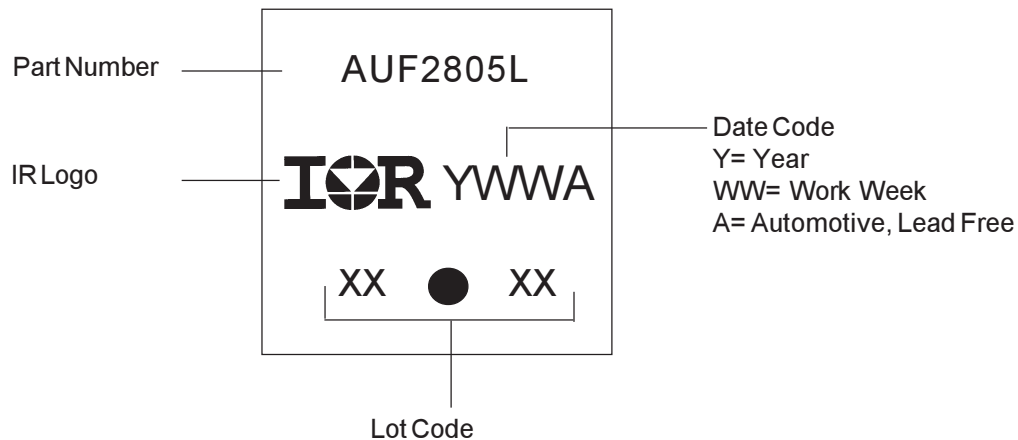 Part Number
AUF2805L
IR Logo
IOR YWWA
Date Code
Y= Year
WW= Work Week
A= Automotive, Lead Free
XX XX
Lot Code